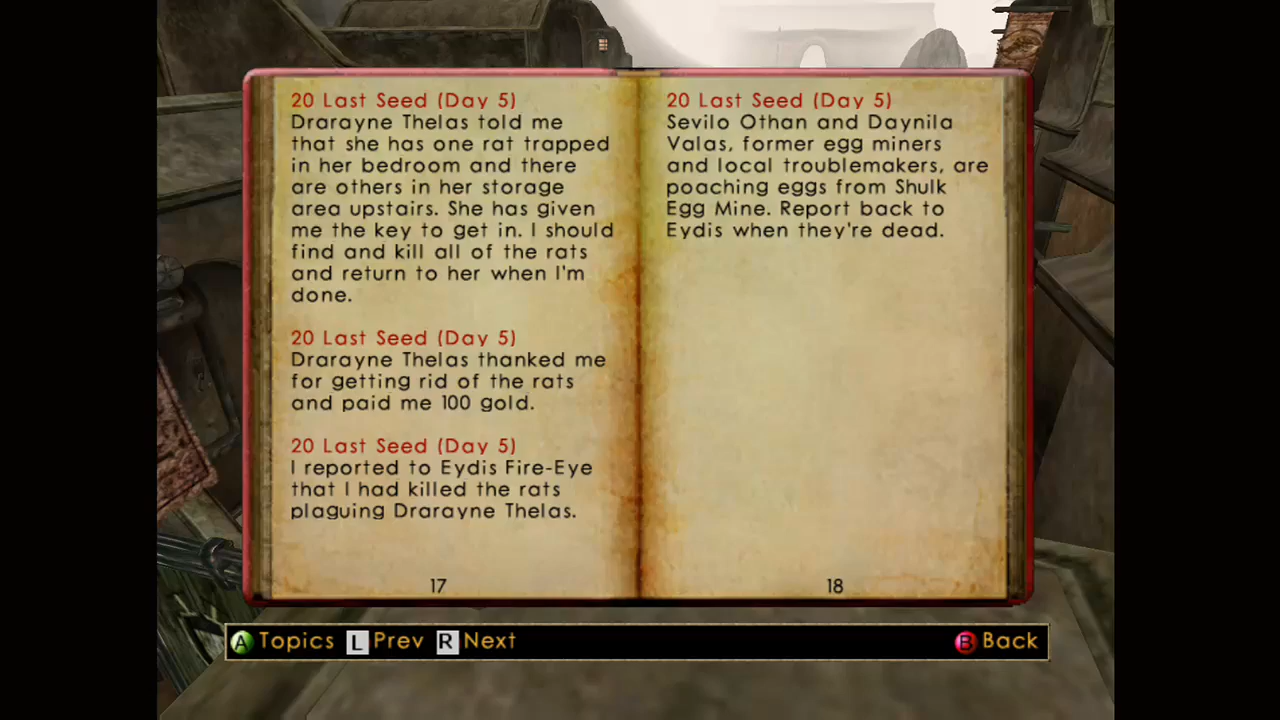 20 Last Seed (Day 5)
Drarayne Thelas told me
that she has one rat trapped
in her bedroom and there
are others in her storage
area upstairs. She has given
me the key to get in. I should
find and kill all of the rats
and return to her when I'm
done.
20 Last Seed (Day 5)
Drarayne Thelas thanked me
for getting rid of the rats
and paid me 100 gold.
20 Last Seed (Day 5)
I reported to Eydis Fire-Eye
that I had killed the rats
plaguing Drarayne Thelas.
17
20 Last Seed (Day 5)
Sevilo Othan and Daynila
Valas, former egg miners
and local troublemakers, are
poaching eggs from Shulk
Egg Mine. Report back to
Eydis when they're dead.
18
A Topics L Prev R Next B Back